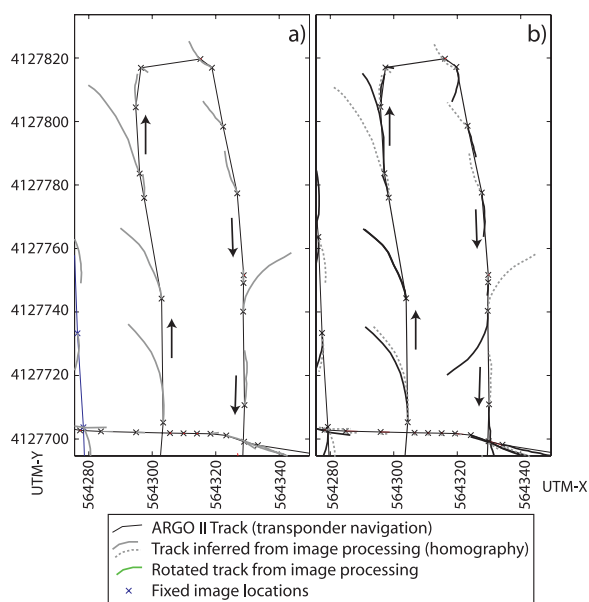 a)
b)
4127820
4127800
4127780
4127760
4127740
4127720
4127700
UTM-Y
564280
564300
564320
564340
564280
564300
564320
564340
UTM-X
ARGO II Track (transponder navigation)
Track inferred from image processing (homography)
Rotated track from image processing
Fixed image locations